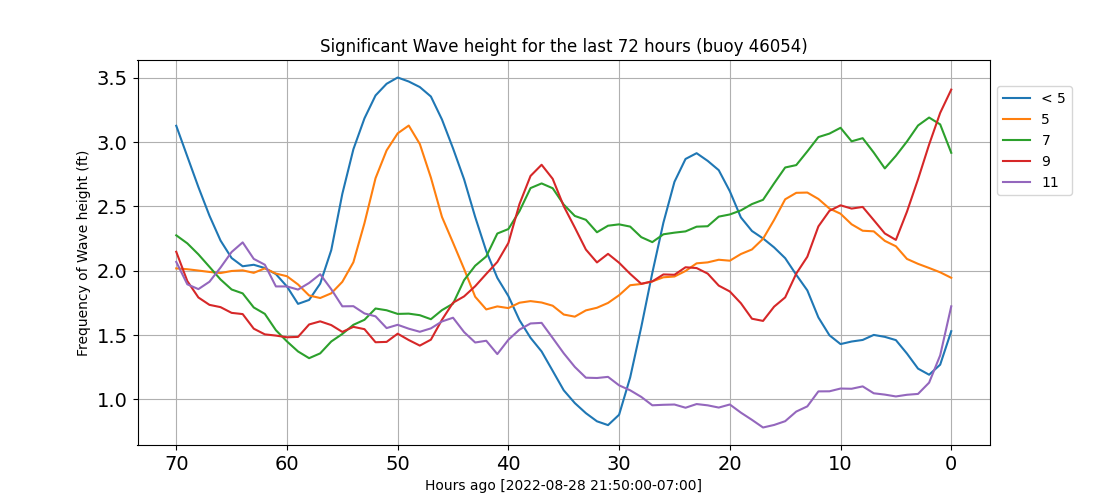 Significant Wave height for the last 72 hours (buoy 46054)
Frequency of Wave height (ft)
3.5
3.0
2.5
2.0
1.5
1.0
70 60 50 40 30 20 10 0
Hours ago [2022-08-28 21:50:00-07:00]
< 5
5
7
9
11